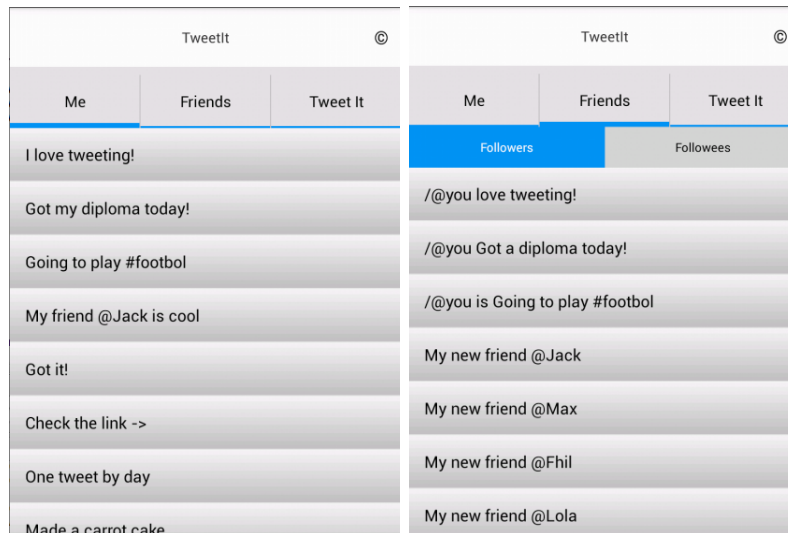 TweetIt ©
Me Friends Tweet It
I love tweeting!
Got my diploma today!
Going to play #footbol
My friend @Jack is cool
Got it!
Check the link ->
One tweet by day
Made a carrot cake
TweetIt ©
Me Friends Tweet It
Followers Followees
/@you love tweeting!
/@you Got a diploma today!
/@you is Going to play #footbol
My new friend @Jack
My new friend @Max
My new friend @Fhil
My new friend @Lola